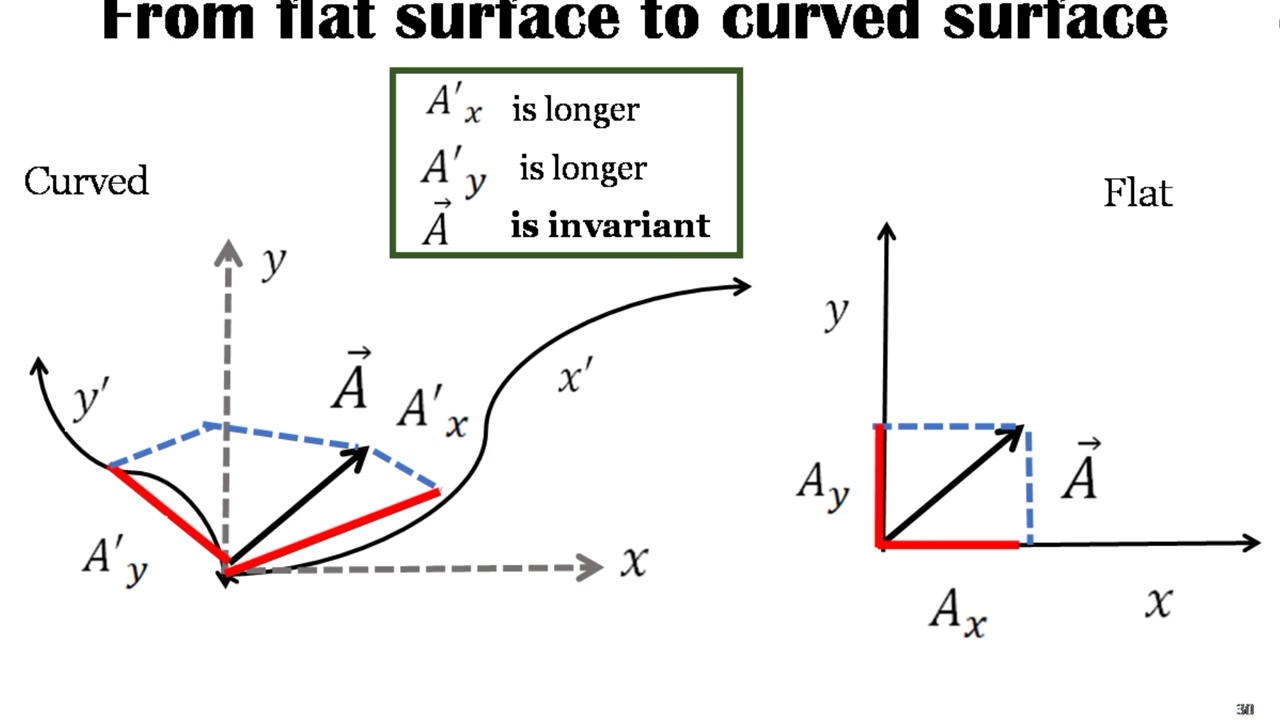 From flat surface to curved surface
A′ₓ is longer
A′y is longer
A⃗ is invariant
Curved
Flat
y
y
A⃗
A′ₓ
x′
y′
A⃗
Ay
A′y
x
Aₓ
x
30